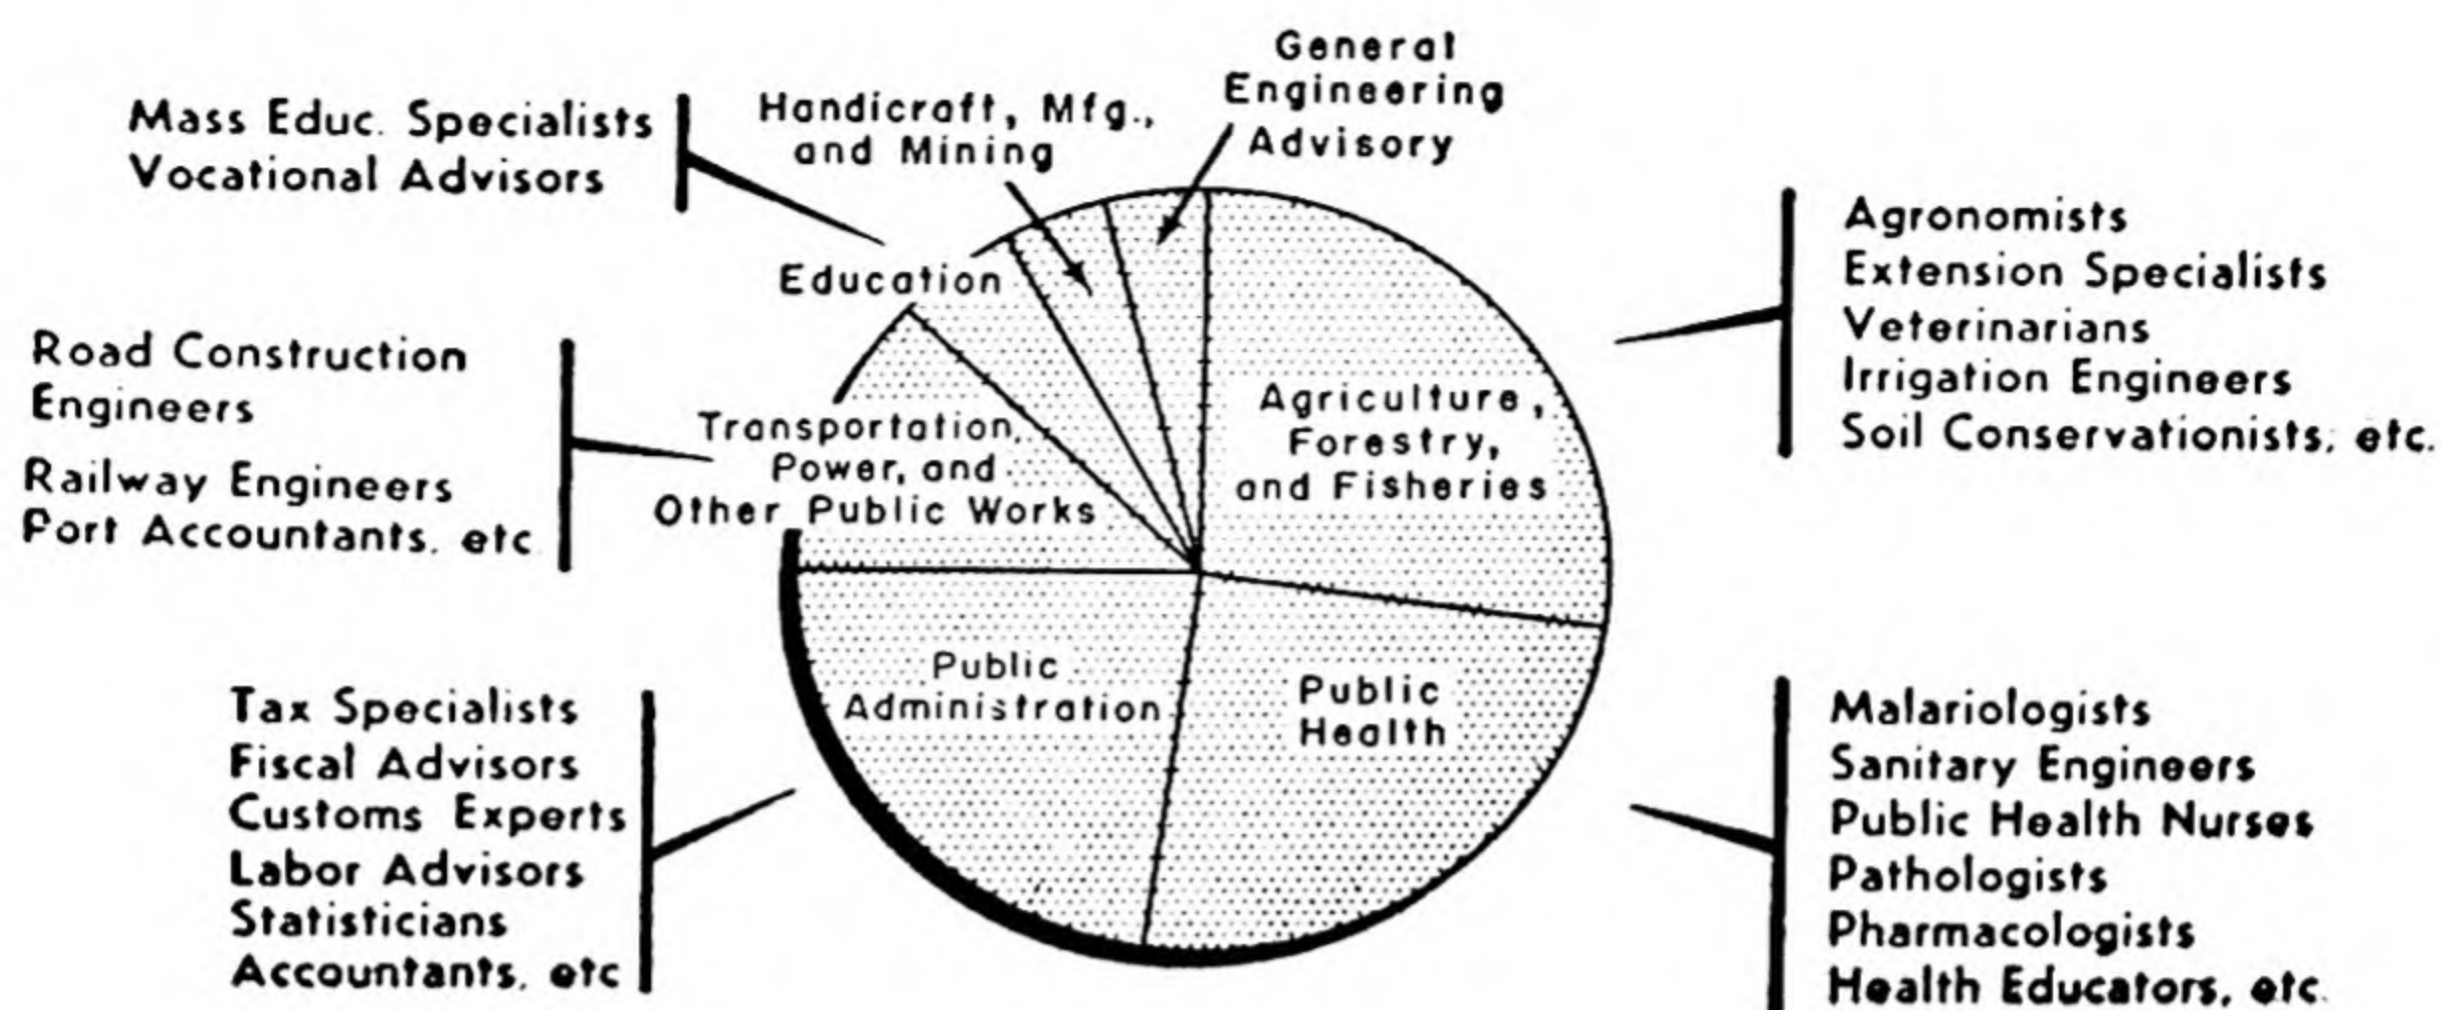 General
Engineering
Advisory
Handicraft, Mfg.,
and Mining
Mass Educ. Specialists
Vocational Advisors
Education
Road Construction
Engineers
Railway Engineers
Port Accountants, etc
Transportation,
Power, and
Other Public Works
Agriculture,
Forestry,
and Fisheries
Agronomists
Extension Specialists
Veterinarians
Irrigation Engineers
Soil Conservationists, etc.
Public
Administration
Tax Specialists
Fiscal Advisors
Customs Experts
Labor Advisors
Statisticians
Accountants, etc
Public
Health
Malariologists
Sanitary Engineers
Public Health Nurses
Pathologists
Pharmacologists
Health Educators, etc.